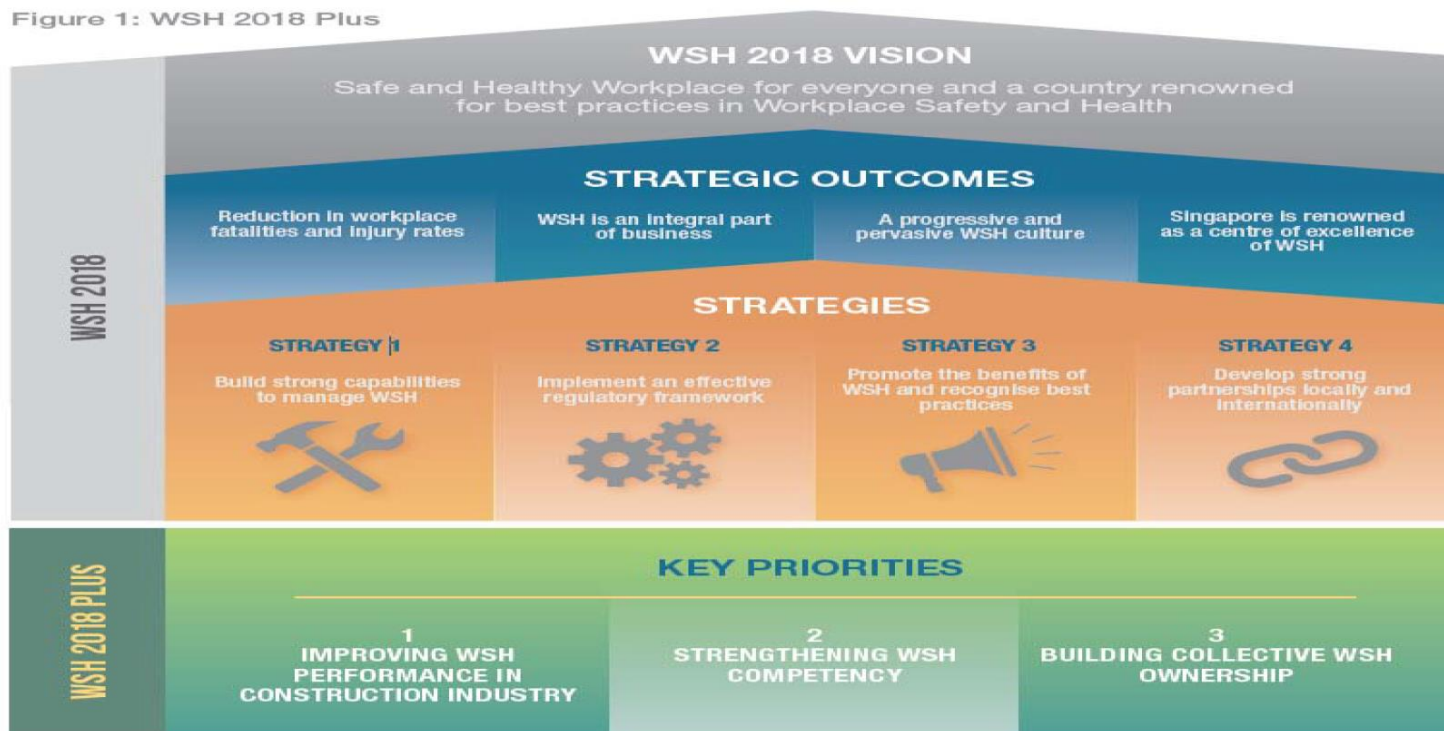 Figure 1: WSH 2018 Plus
WSH 2018 VISION
Safe and Healthy Workplace for everyone and a country renowned
for best practices in Workplace Safety and Health
WSH 2018
STRATEGIC OUTCOMES
Reduction in workplace
fatalities and injury rates
WSH is an integral part
of business
A progressive and
pervasive WSH culture
Singapore is renowned
as a centre of excellence
of WSH
STRATEGIES
STRATEGY 1
Build strong capabilities
to manage WSH
STRATEGY 2
Implement an effective
regulatory framework
STRATEGY 3
Promote the benefits of
WSH and recognise best
practices
STRATEGY 4
Develop strong
partnerships locally and
internationally
WSH 2018 PLUS
KEY PRIORITIES
1
IMPROVING WSH
PERFORMANCE IN
CONSTRUCTION INDUSTRY
2
STRENGTHENING WSH
COMPETENCY
3
BUILDING COLLECTIVE WSH
OWNERSHIP